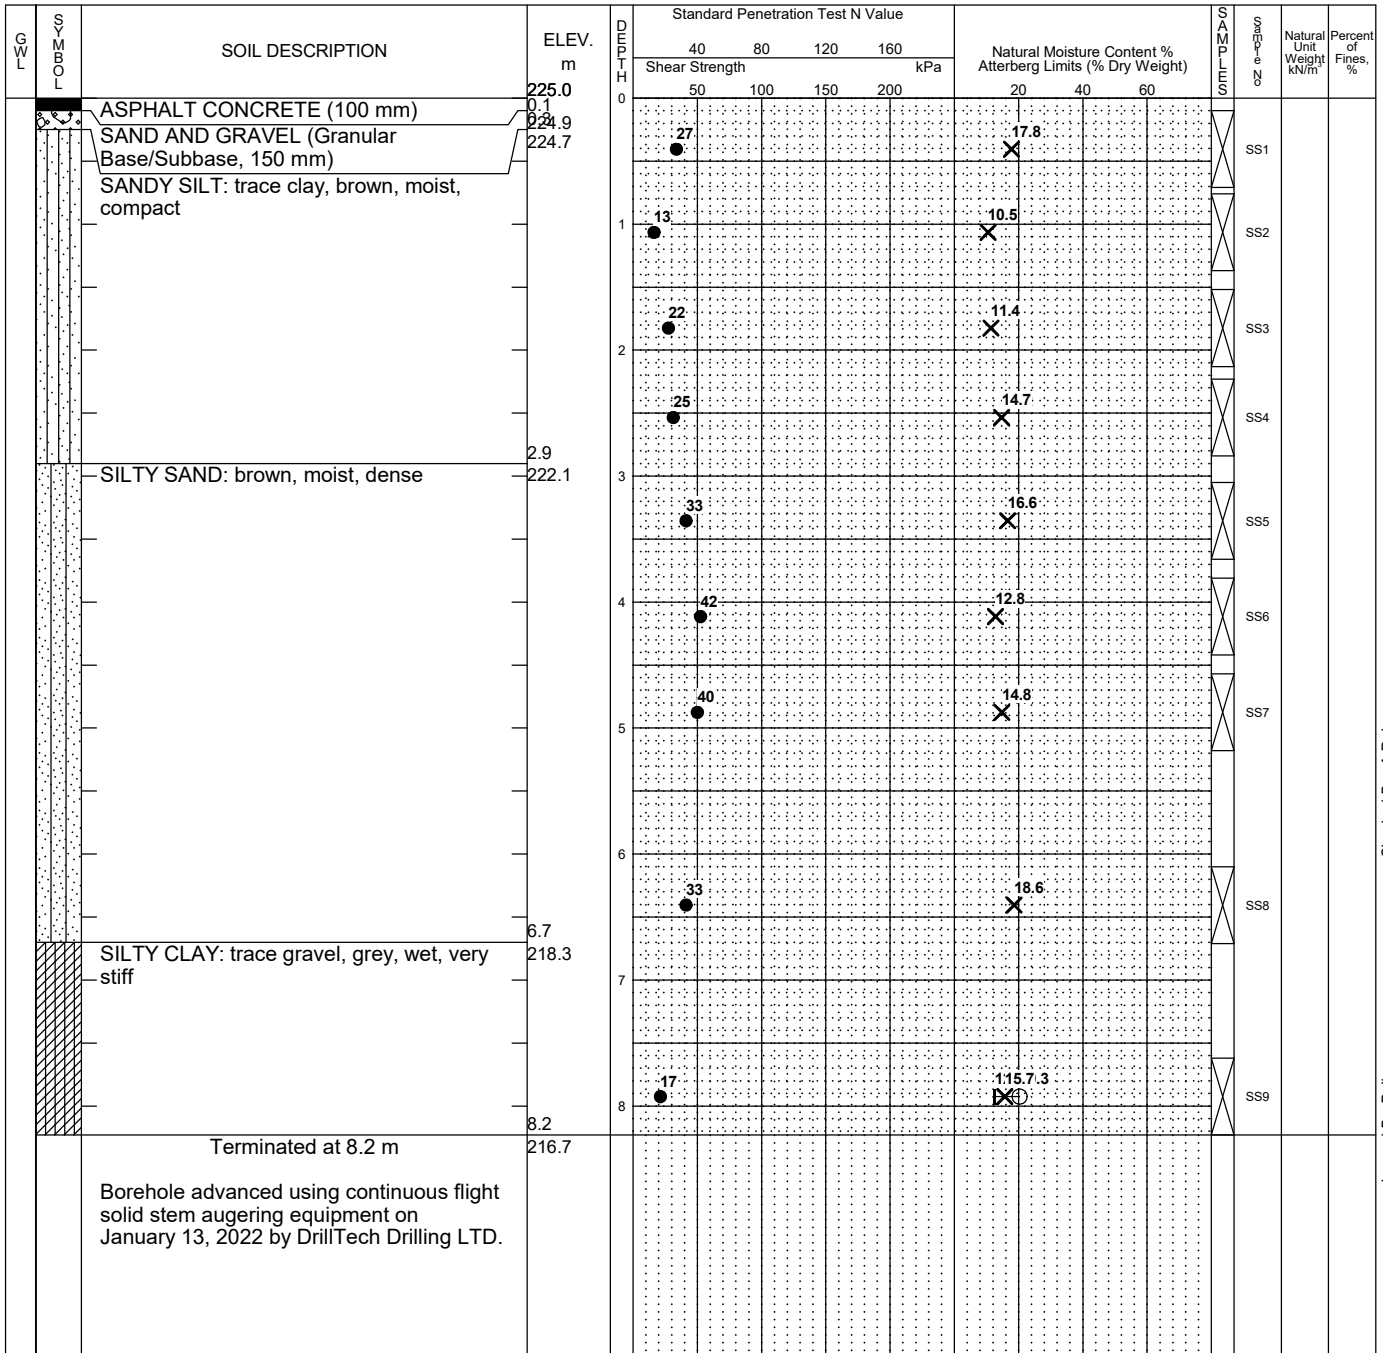 GWL
SYMBOL
SOIL DESCRIPTION
ELEV.
m
DEPTH
Standard Penetration Test N Value
40 80 120 160
Shear Strength kPa
50 100 150 200
Natural Moisture Content %
Atterberg Limits (% Dry Weight)
20 40 60
SAMPLES
Sample No
Natural
Unit
Weight
kN/m³
Percent
of
Fines,
%
225.0
0
ASPHALT CONCRETE (100 mm)
0.1
224.9
SAND AND GRAVEL (Granular
Base/Subbase, 150 mm)
224.7
27
17.8
SS1
SANDY SILT: trace clay, brown, moist,
compact
1
13
10.5
SS2
22
11.4
SS3
2
25
14.7
SS4
2.9
SILTY SAND: brown, moist, dense
222.1
3
33
16.6
SS5
4
42
12.8
SS6
40
14.8
SS7
5
6
33
18.6
SS8
6.7
SILTY CLAY: trace gravel, grey, wet, very
stiff
218.3
7
17
15.7
SS9
8
8.2
Terminated at 8.2 m
216.7
Borehole advanced using continuous flight
solid stem augering equipment on
January 13, 2022 by DrillTech Drilling LTD.